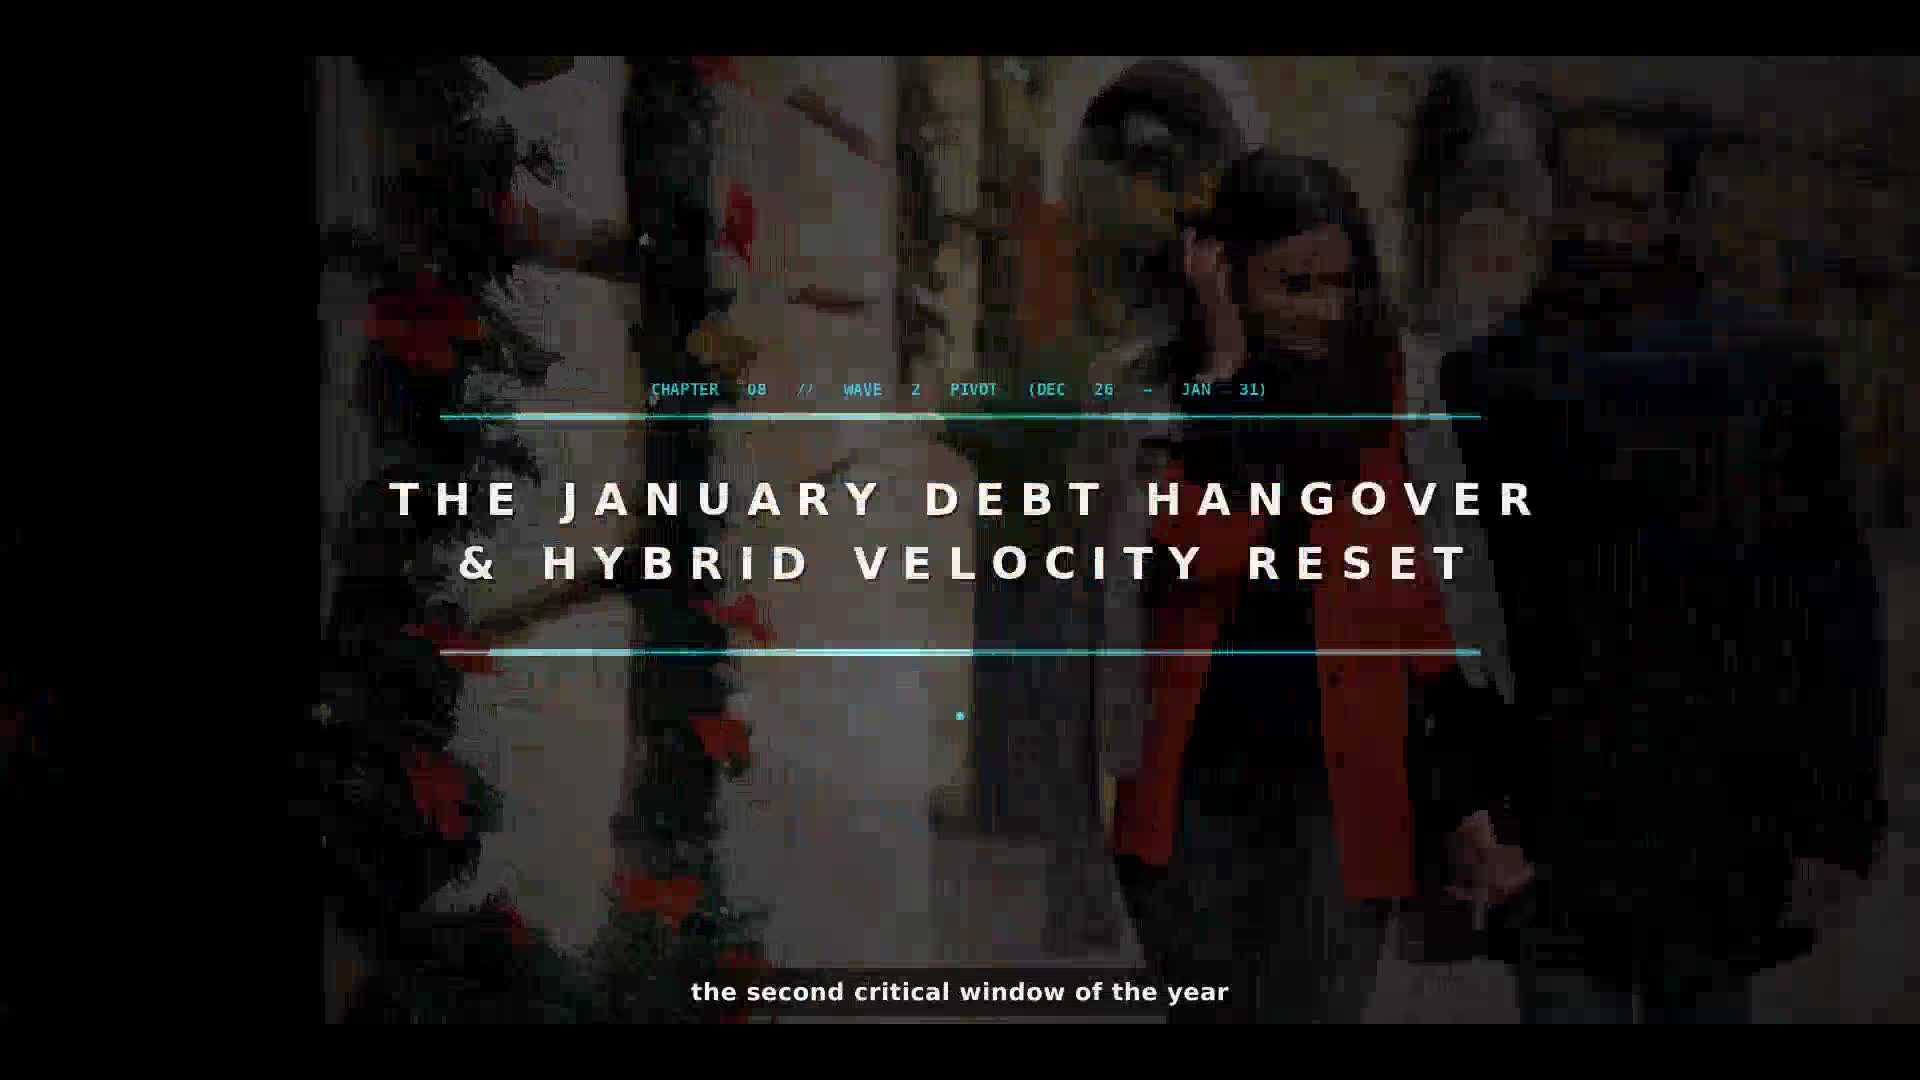 CHAPTER 08 // WAVE 2 PIVOT (DEC 26 – JAN 31)
THE JANUARY DEBT HANGOVER
& HYBRID VELOCITY RESET
the second critical window of the year